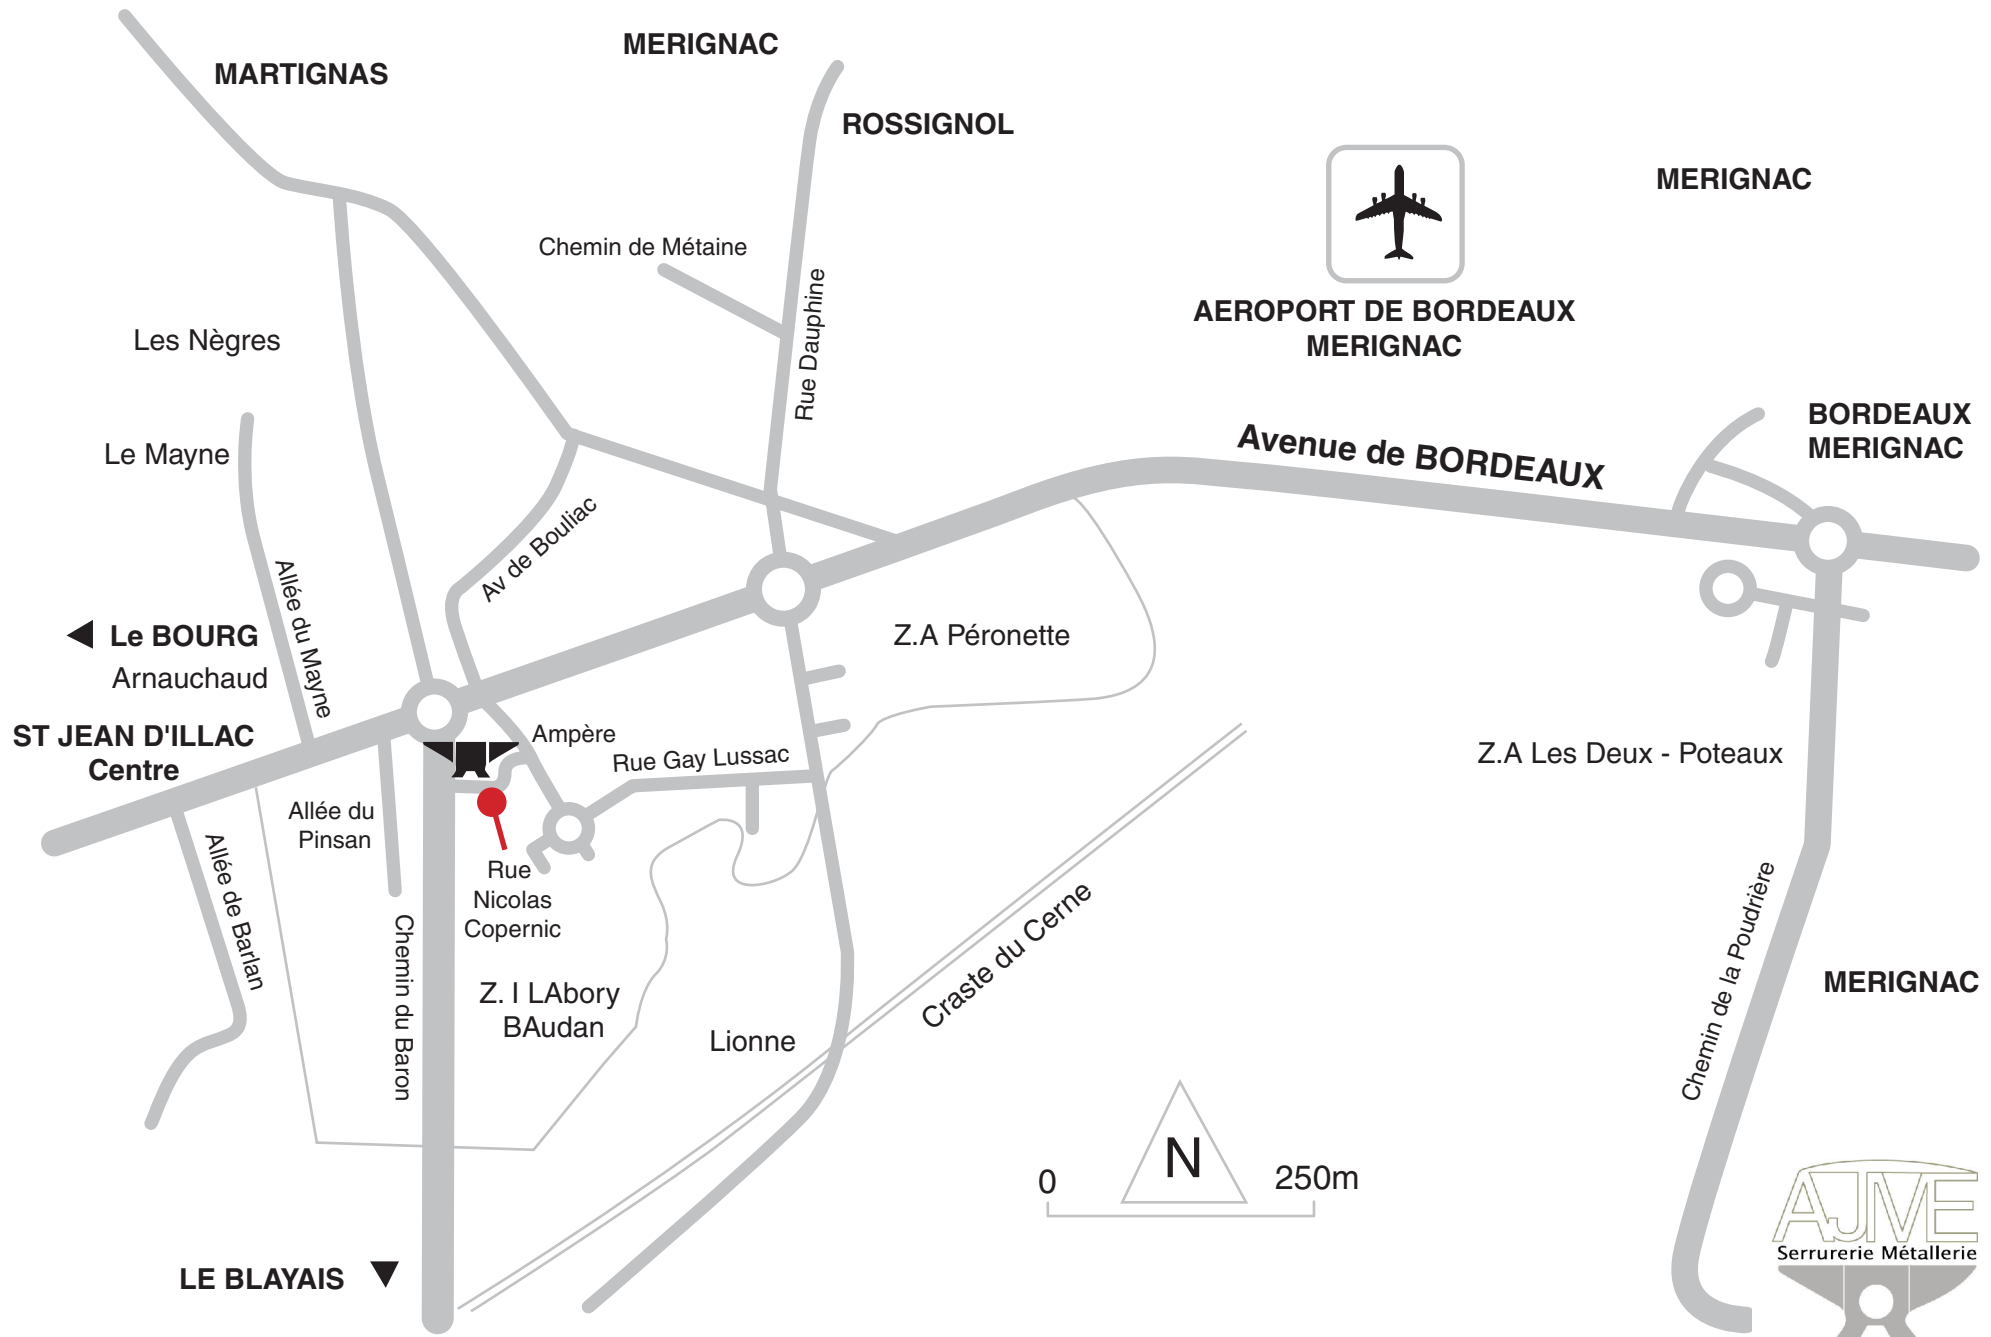 MERIGNAC
MARTIGNAS
ROSSIGNOL
MERIGNAC
Chemin de Métaine
Rue Dauphine
AEROPORT DE BORDEAUX
MERIGNAC
Les Nègres
BORDEAUX
MERIGNAC
Avenue de BORDEAUX
Le Mayne
Av de Bouliac
Allée du Mayne
Le BOURG
Arnauchaud
Z.A Péronette
ST JEAN D'ILLAC
Centre
Ampère
Rue Gay Lussac
Z.A Les Deux - Poteaux
Allée du
Pinsan
Allée de Barlan
Rue
Nicolas
Copernic
Chemin du Baron
Craste du Cerne
Chemin de la Poudrière
MERIGNAC
Z. I LAbory
BAudan
Lionne
N
0
250m
LE BLAYAIS
AJME
Serrurerie Métallerie